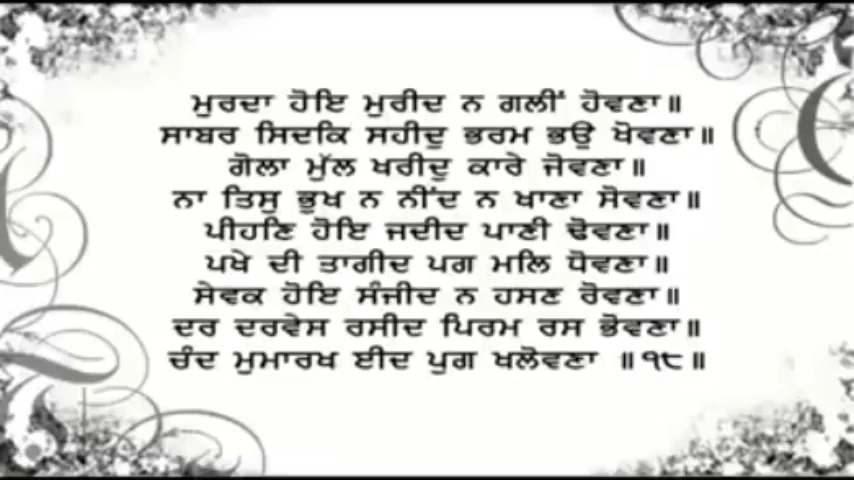 ਮੁਰਦਾ ਹੋਇ ਮੁਰੀਦ ਨ ਗਲੀਂ ਹੋਵਣਾ॥
ਸਾਬਰ ਸਿਦਕਿ ਸਹੀਦੁ ਭਰਮ ਭਉ ਖੋਵਣਾ॥
ਗੋਲਾ ਮੁੱਲ ਖਰੀਦੁ ਕਾਰੇ ਜੋਵਣਾ॥
ਨਾ ਤਿਸੁ ਭੁਖ ਨ ਨੀਂਦ ਨ ਖਾਣਾ ਸੋਵਣਾ॥
ਪੀਹਣਿ ਹੋਇ ਜਦੀਦ ਪਾਣੀ ਢੋਵਣਾ॥
ਪਖੇ ਦੀ ਤਾਗੀਦ ਪਗ ਮਲਿ ਧੋਵਣਾ॥
ਸੇਵਕ ਹੋਇ ਸੰਜੀਦ ਨ ਹਸਣ ਰੋਵਣਾ॥
ਦਰ ਦਰਵੇਸ ਰਸੀਦ ਪਿਰਮ ਰਸ ਭੋਵਣਾ॥
ਚੰਦ ਮੁਮਾਰਖ ਈਦ ਪੁਗ ਖਲੋਵਣਾ ॥੧੮॥